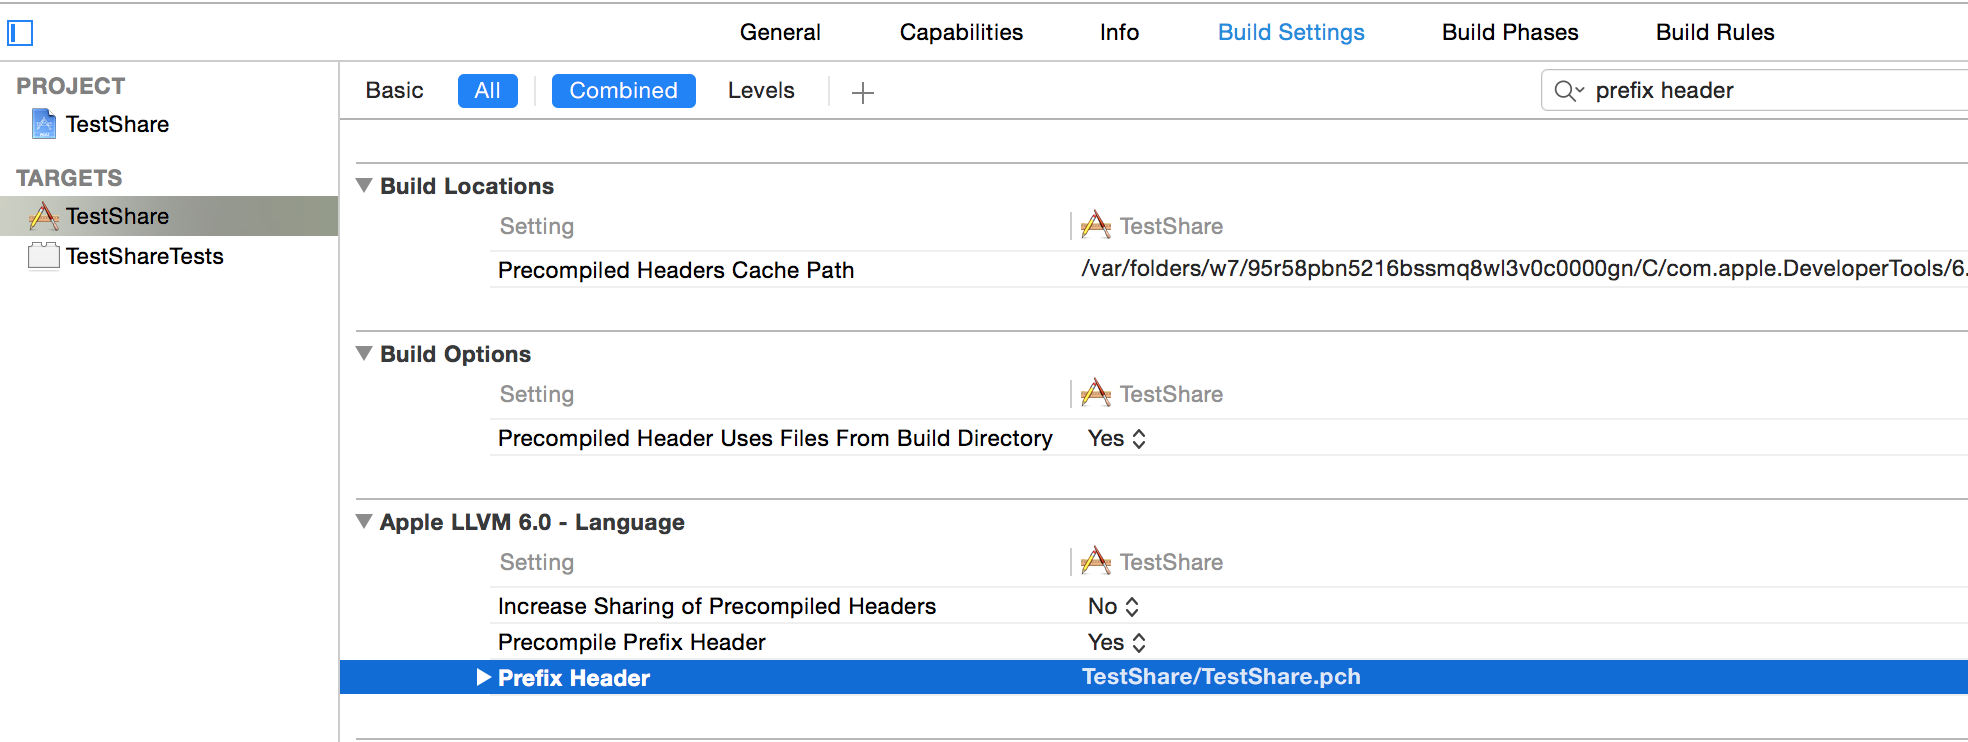 General Capabilities Info Build Settings Build Phases Build Rules
PROJECT
TestShare
TARGETS
TestShare
TestShareTests
Basic All Combined Levels prefix header
Build Locations
Setting TestShare
Precompiled Headers Cache Path /var/folders/w7/95r58pbn5216bssmq8wl3v0c0000gn/C/com.apple.DeveloperTools/6.
Build Options
Setting TestShare
Precompiled Header Uses Files From Build Directory Yes
Apple LLVM 6.0 - Language
Setting TestShare
Increase Sharing of Precompiled Headers No
Precompile Prefix Header Yes
Prefix Header TestShare/TestShare.pch